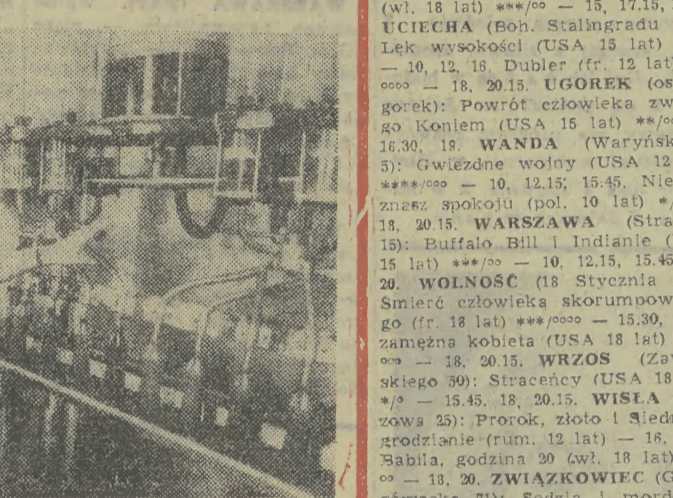 (wł. 18 lat) ***/oo — 15, 17.15,
UCIECHA (Boh. Stalingradu
Lęk wysokości (USA 15 lat)
— 10, 12, 16, Dubler (fr. 12 lat)
oooo — 18, 20.15. UGOREK (os
gorek): Powrót człowieka zw
go Koniem (USA 15 lat) **/oo
16.30, 19. WANDA (Waryńsk
5): Gwiezdne wojny (USA 12
****/ooo — 10, 12.15; 15.45, Nie
znasz spokoju (pol. 10 lat) */
18, 20.15. WARSZAWA (Stra
15): Buffalo Bill i Indianie (
15 lat) ***/oo — 10, 12.15, 15.45
20. WOLNOŚĆ (18 Stycznia
Śmierć człowieka skorumpow
go (fr. 18 lat) ***/oooo — 15.30,
zamężna kobieta (USA 18 lat)
ooo — 18, 20.15. WRZOS (Za
skiego 50): Straceńcy (USA 18
*/o — 15.45, 18, 20.15. WISŁA
zowa 25): Prorok, złoto i Siedm
grodzianie (rum. 12 lat) — 16,
Babila, godzina 20 (wł. 18 lat)
oo — 18, 20. ZWIĄZKOWIEC (G